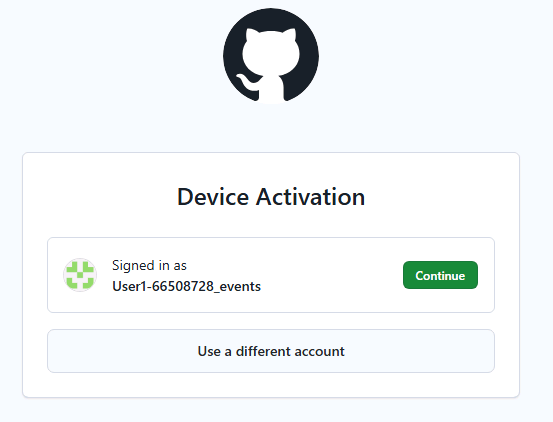 Device Activation
Signed in as
User1-66508728_events
Continue
Use a different account